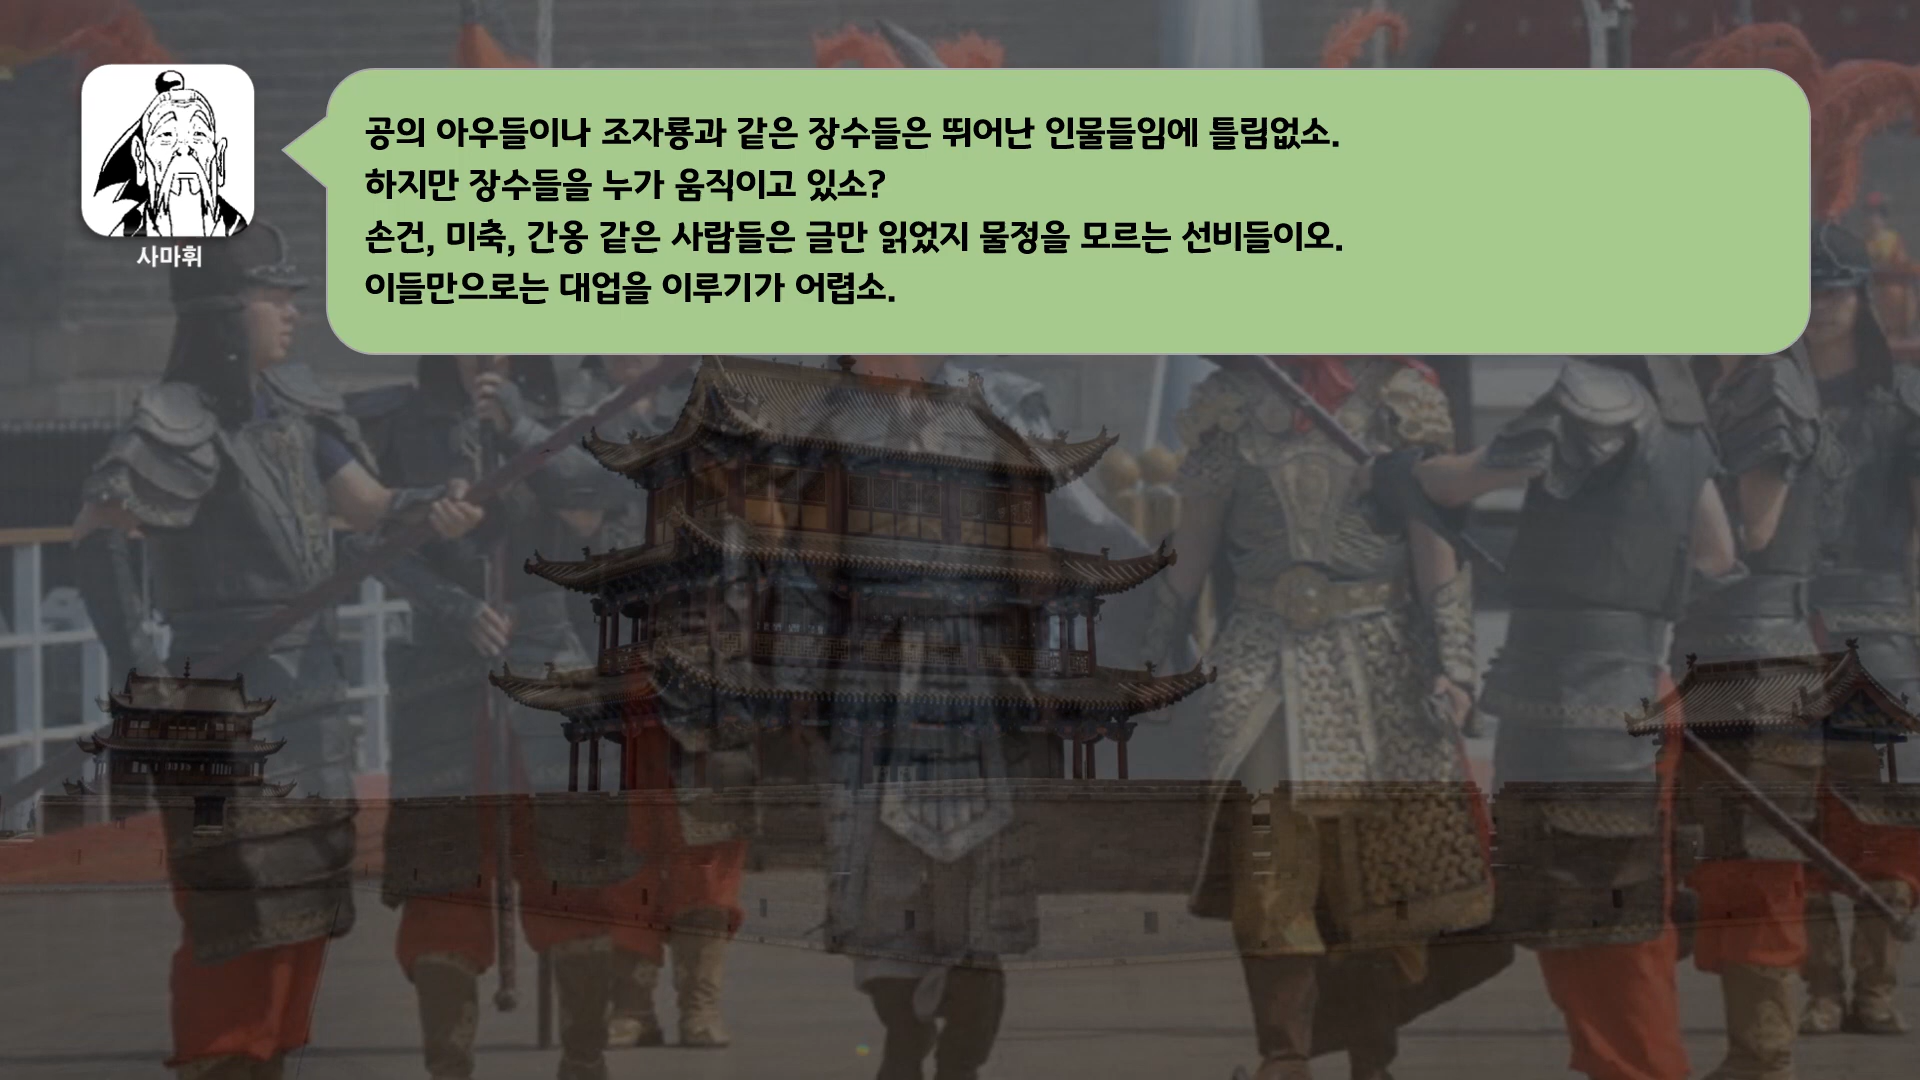 공의 아우들이나 조자룡과 같은 장수들은 뛰어난 인물들임에 틀림없소.
하지만 장수들을 누가 움직이고 있소?
손건, 미축, 간옹 같은 사람들은 글만 읽었지 물정을 모르는 선비들이오.
이들만으로는 대업을 이루기가 어렵소.
사마휘